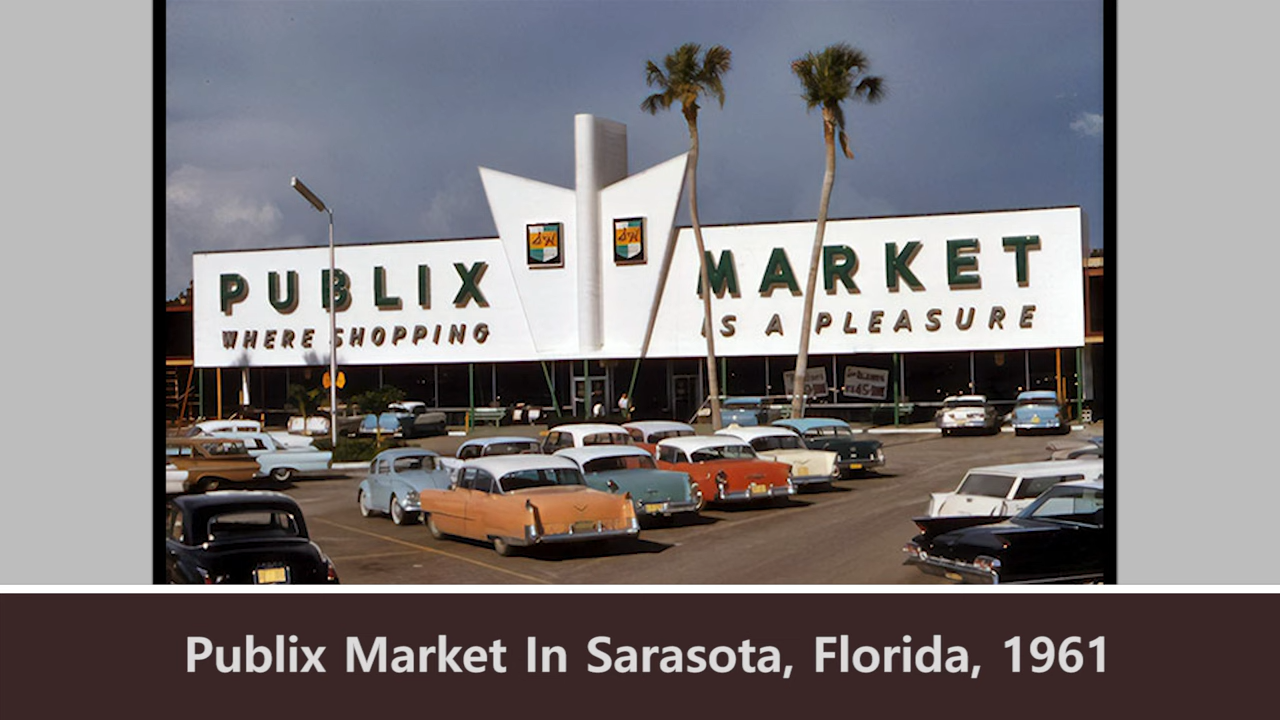 PUBLIX MARKET
WHERE SHOPPING IS A PLEASURE
S&H S&H
Publix Market In Sarasota, Florida, 1961